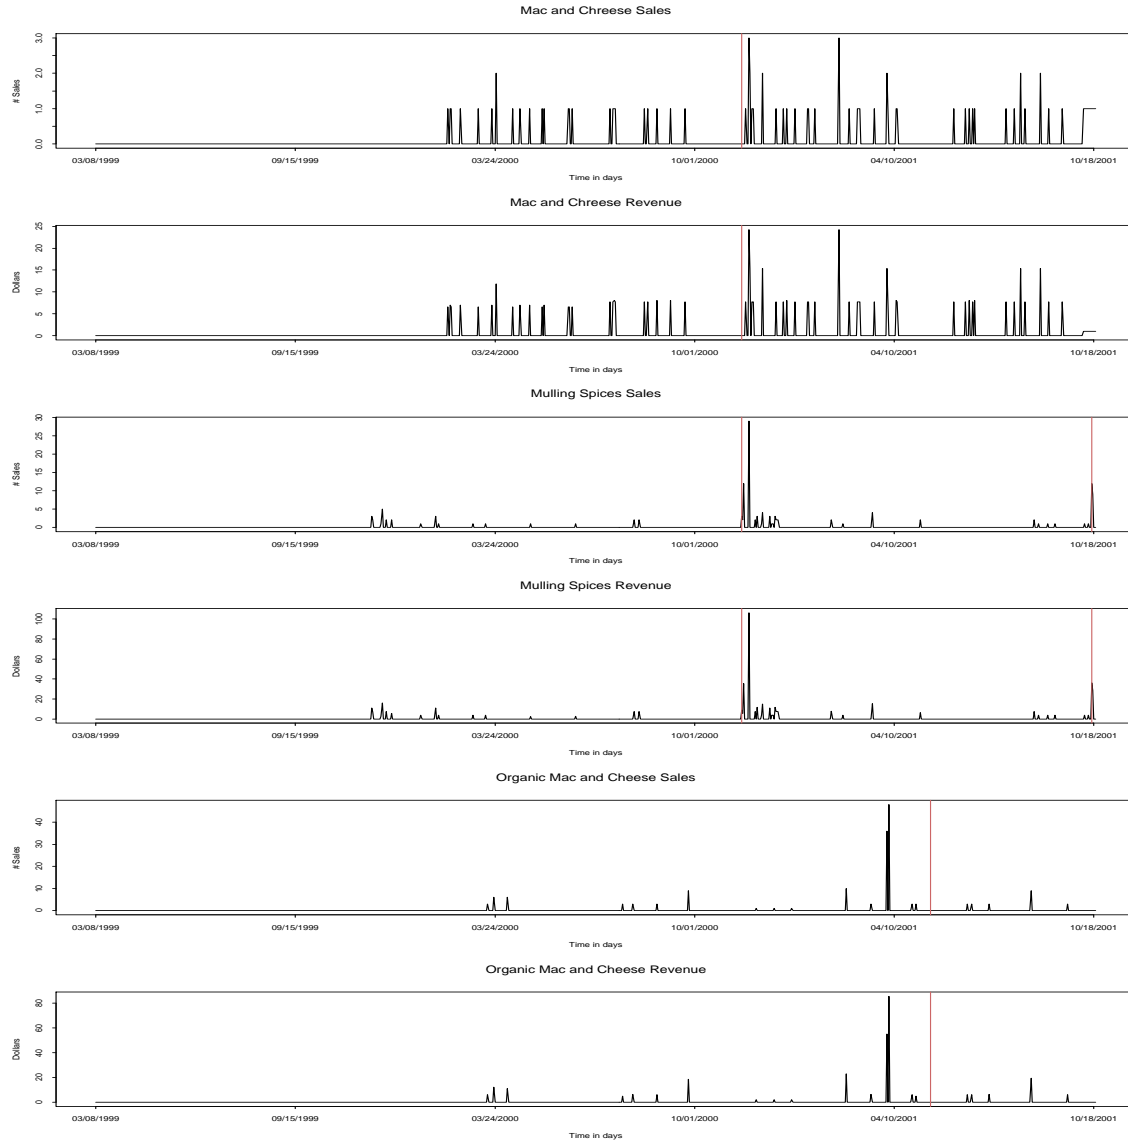 Mac and Chreese Sales
# Sales
3.0
2.0
1.0
0.0
03/08/1999 09/15/1999 03/24/2000 10/01/2000 04/10/2001 10/18/2001
Time in days
Mac and Chreese Revenue
Dollars
25
20
15
10
5
0
03/08/1999 09/15/1999 03/24/2000 10/01/2000 04/10/2001 10/18/2001
Time in days
Mulling Spices Sales
# Sales
30
25
20
15
10
5
0
03/08/1999 09/15/1999 03/24/2000 10/01/2000 04/10/2001 10/18/2001
Time in days
Mulling Spices Revenue
Dollars
100
80
60
40
20
0
03/08/1999 09/15/1999 03/24/2000 10/01/2000 04/10/2001 10/18/2001
Time in days
Organic Mac and Cheese Sales
# Sales
40
30
20
10
0
03/08/1999 09/15/1999 03/24/2000 10/01/2000 04/10/2001 10/18/2001
Time in days
Organic Mac and Cheese Revenue
Dollars
80
60
40
20
0
03/08/1999 09/15/1999 03/24/2000 10/01/2000 04/10/2001 10/18/2001
Time in days